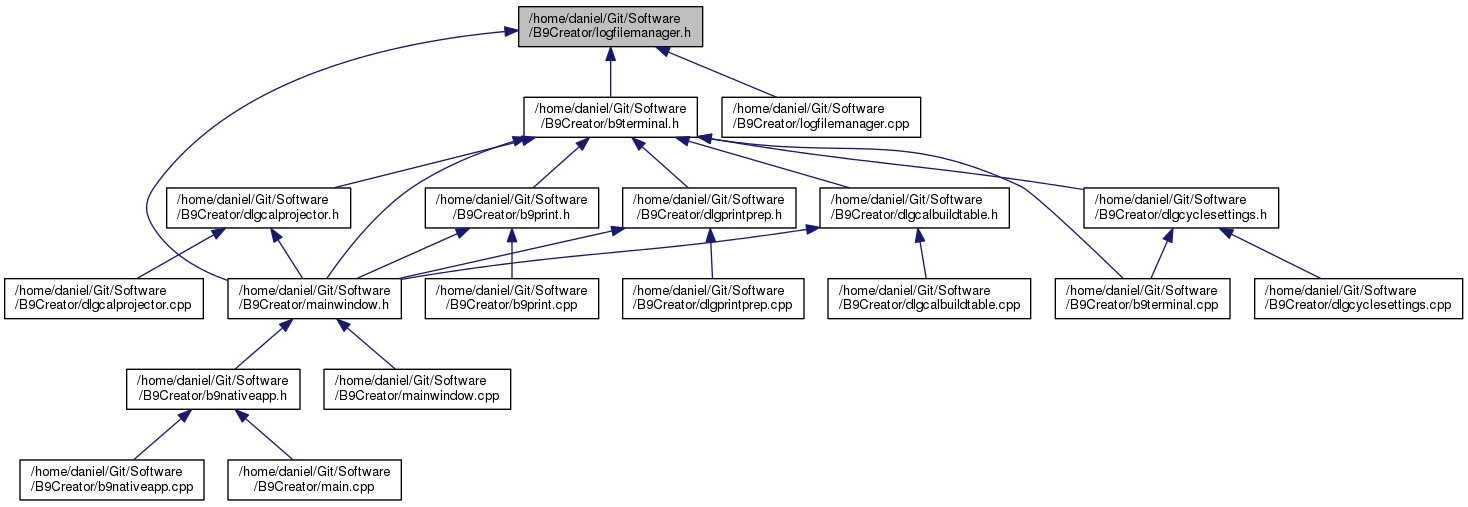 /home/daniel/Git/Software
/B9Creator/logfilemanager.h
/home/daniel/Git/Software
/B9Creator/b9terminal.h
/home/daniel/Git/Software
/B9Creator/logfilemanager.cpp
/home/daniel/Git/Software
/B9Creator/dlgcalprojector.h
/home/daniel/Git/Software
/B9Creator/b9print.h
/home/daniel/Git/Software
/B9Creator/dlgprintprep.h
/home/daniel/Git/Software
/B9Creator/dlgcalbuildtable.h
/home/daniel/Git/Software
/B9Creator/dlgcyclesettings.h
/home/daniel/Git/Software
/B9Creator/dlgcalprojector.cpp
/home/daniel/Git/Software
/B9Creator/mainwindow.h
/home/daniel/Git/Software
/B9Creator/b9print.cpp
/home/daniel/Git/Software
/B9Creator/dlgprintprep.cpp
/home/daniel/Git/Software
/B9Creator/dlgcalbuildtable.cpp
/home/daniel/Git/Software
/B9Creator/b9terminal.cpp
/home/daniel/Git/Software
/B9Creator/dlgcyclesettings.cpp
/home/daniel/Git/Software
/B9Creator/b9nativeapp.h
/home/daniel/Git/Software
/B9Creator/mainwindow.cpp
/home/daniel/Git/Software
/B9Creator/b9nativeapp.cpp
/home/daniel/Git/Software
/B9Creator/main.cpp